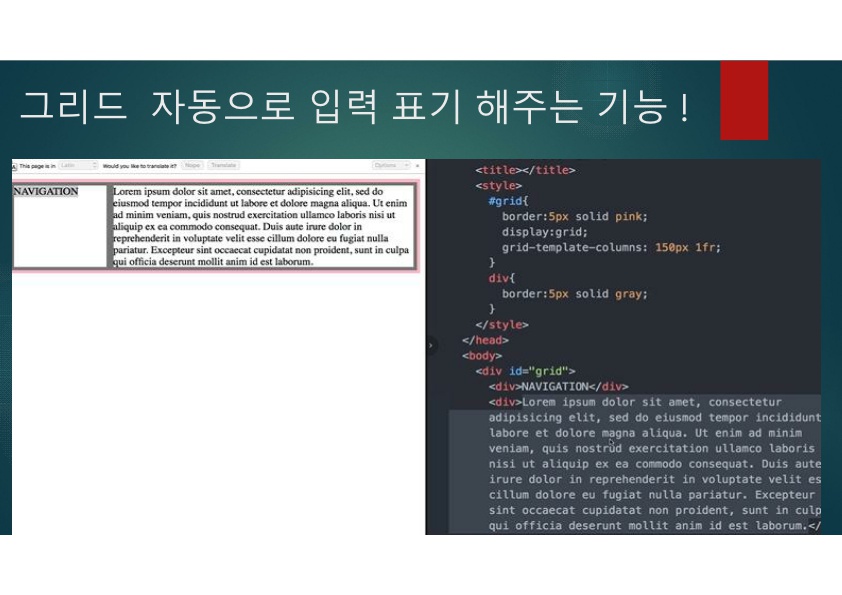 그리드 자동으로 입력 표기 해주는 기능 !
This page is in Latin Would you like to translate it? Nope Translate Options
NAVIGATION
Lorem ipsum dolor sit amet, consectetur adipisicing elit, sed do
eiusmod tempor incididunt ut labore et dolore magna aliqua. Ut enim
ad minim veniam, quis nostrud exercitation ullamco laboris nisi ut
aliquip ex ea commodo consequat. Duis aute irure dolor in
reprehenderit in voluptate velit esse cillum dolore eu fugiat nulla
pariatur. Excepteur sint occaecat cupidatat non proident, sunt in culpa
qui officia deserunt mollit anim id est laborum.
<title></title>
<style>
#grid{
border:5px solid pink;
display:grid;
grid-template-columns: 150px 1fr;
}
div{
border:5px solid gray;
}
</style>
</head>
<body>
<div id="grid">
<div>NAVIGATION</div>
<div>Lorem ipsum dolor sit amet, consectetur
adipisicing elit, sed do eiusmod tempor incididunt
labore et dolore magna aliqua. Ut enim ad minim
veniam, quis nostrud exercitation ullamco laboris
nisi ut aliquip ex ea commodo consequat. Duis aute
irure dolor in reprehenderit in voluptate velit es
cillum dolore eu fugiat nulla pariatur. Excepteur
sint occaecat cupidatat non proident, sunt in culp
qui officia deserunt mollit anim id est laborum.</